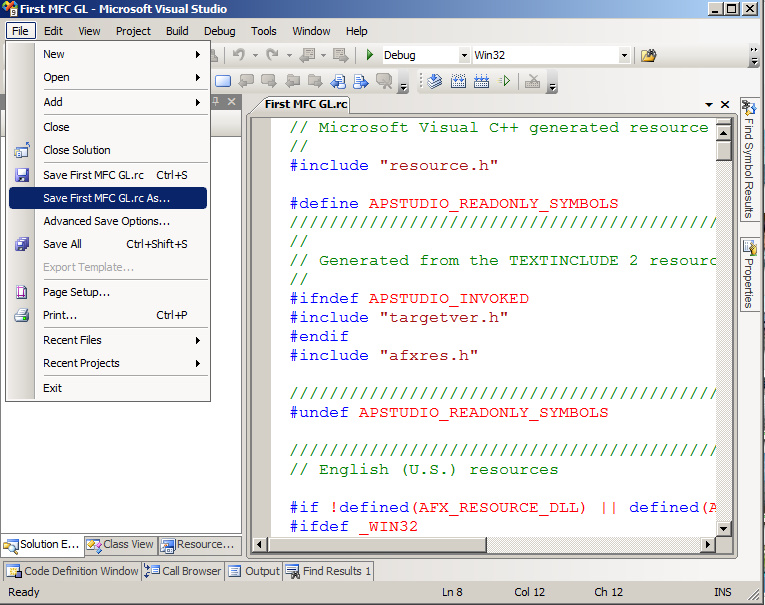 First MFC GL - Microsoft Visual Studio
File Edit View Project Build Debug Tools Window Help
Debug Win32
New
Open
Add
Close
Close Solution
Save First MFC GL.rc Ctrl+S
Save First MFC GL.rc As...
Advanced Save Options...
Save All Ctrl+Shift+S
Export Template...
Page Setup...
Print... Ctrl+P
Recent Files
Recent Projects
Exit
First MFC GL.rc
// Microsoft Visual C++ generated resource
//
#include "resource.h"
#define APSTUDIO_READONLY_SYMBOLS
///////////////////////////////////////////
//
// Generated from the TEXTINCLUDE 2 resourc
//
#ifndef APSTUDIO_INVOKED
#include "targetver.h"
#endif
#include "afxres.h"
///////////////////////////////////////////
#undef APSTUDIO_READONLY_SYMBOLS
///////////////////////////////////////////
// English (U.S.) resources
#if !defined(AFX_RESOURCE_DLL) || defined(A
#ifdef _WIN32
Find Symbol Results
Properties
Solution E... Class View Resource...
Code Definition Window Call Browser Output Find Results 1
Ready Ln 8 Col 12 Ch 12 INS